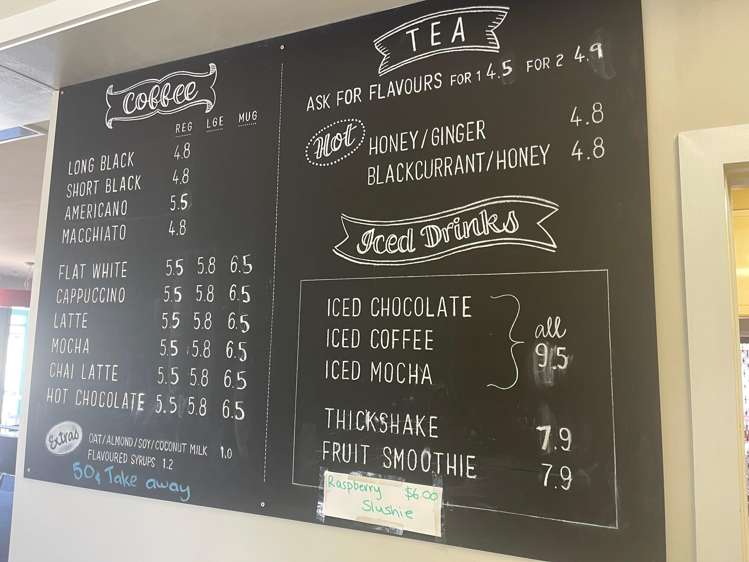 Coffee
REG LGE MUG
LONG BLACK 4.8
SHORT BLACK 4.8
AMERICANO 5.5
MACCHIATO 4.8
FLAT WHITE 5.5 5.8 6.5
CAPPUCCINO 5.5 5.8 6.5
LATTE 5.5 5.8 6.5
MOCHA 5.5 5.8 6.5
CHAI LATTE 5.5 5.8 6.5
HOT CHOCOLATE 5.5 5.8 6.5
Extras
OAT/ALMOND/SOY/COCONUT MILK 1.0
FLAVOURED SYRUPS 1.2
50¢ Take away
TEA
ASK FOR FLAVOURS FOR 1 4.5 FOR 2 4.9
Hot
HONEY/GINGER 4.8
BLACKCURRANT/HONEY 4.8
Iced Drinks
ICED CHOCOLATE
ICED COFFEE
ICED MOCHA
all
9.5
THICKSHAKE 7.9
FRUIT SMOOTHIE 7.9
Raspberry $6.00
Slushie